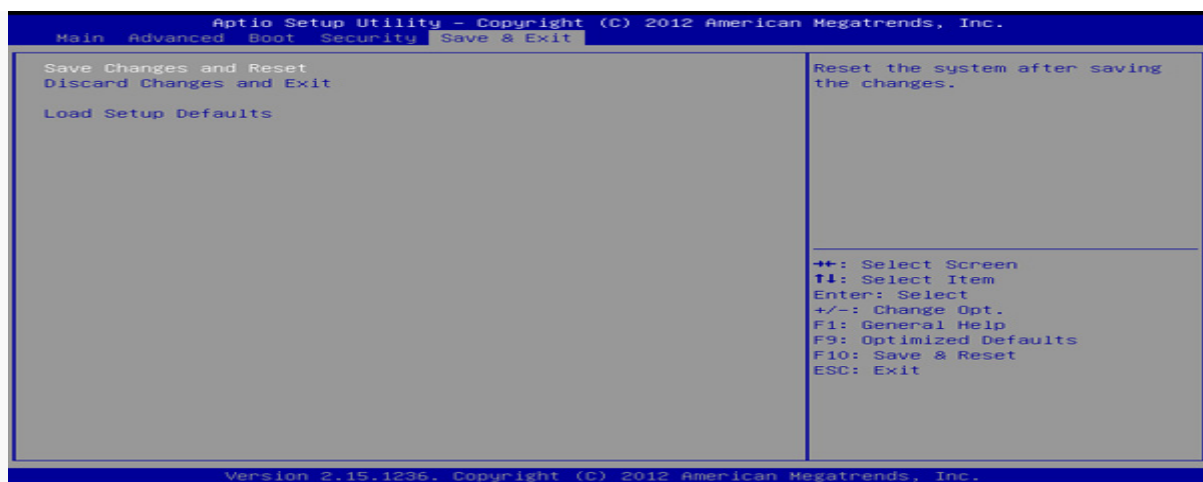 Aptio Setup Utility – Copyright (C) 2012 American Megatrends, Inc.
Main Advanced Boot Security Save & Exit
Save Changes and Reset
Discard Changes and Exit
Load Setup Defaults
Reset the system after saving
the changes.
→←: Select Screen
↑↓: Select Item
Enter: Select
+/-: Change Opt.
F1: General Help
F9: Optimized Defaults
F10: Save & Reset
ESC: Exit
Version 2.15.1236. Copyright (C) 2012 American Megatrends, Inc.